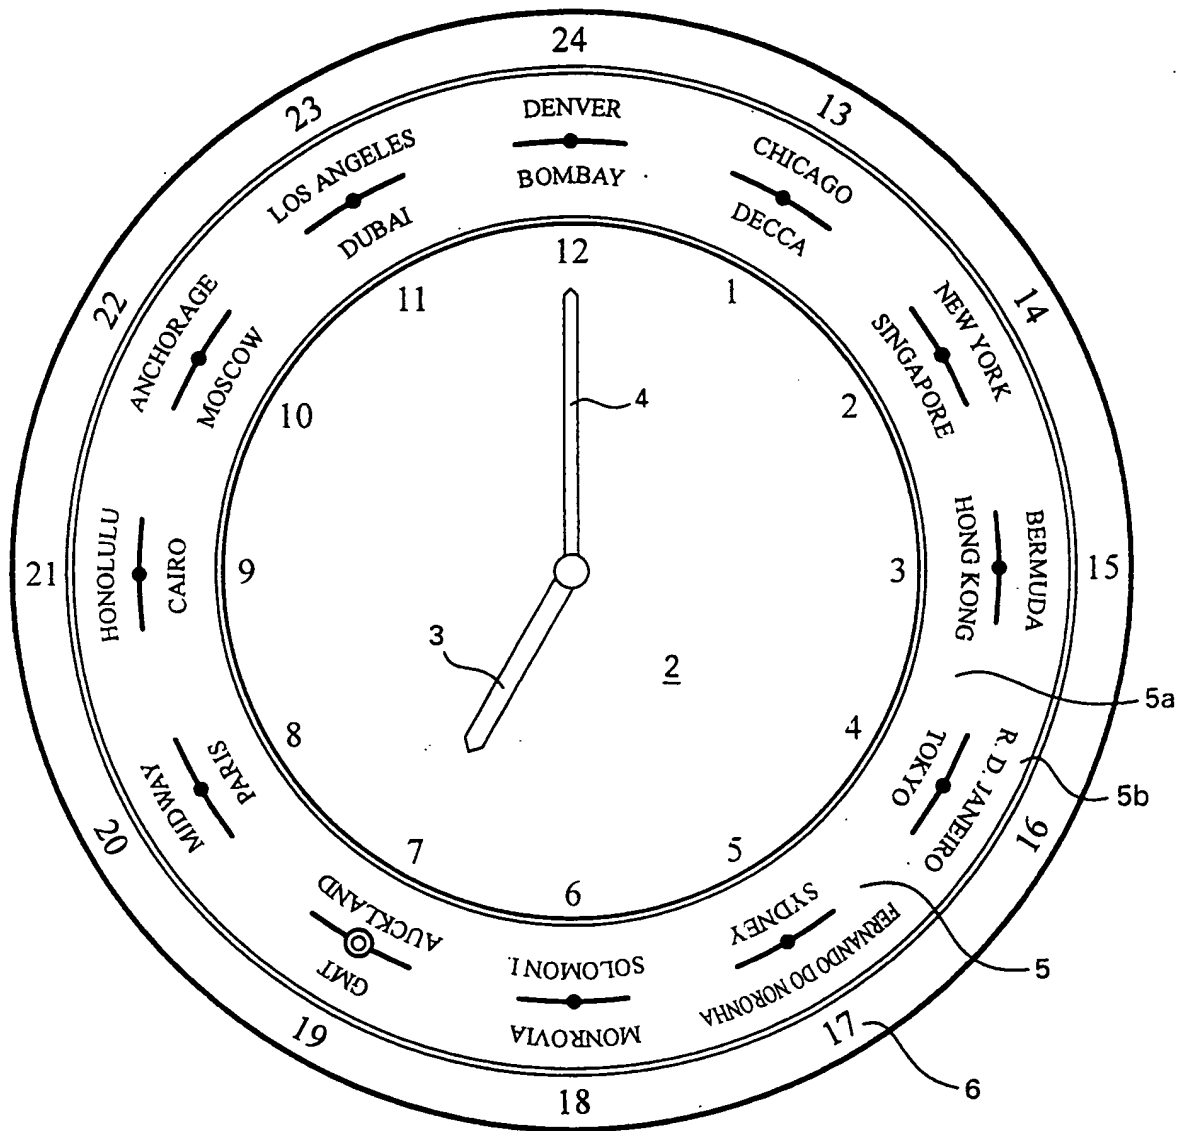 24
13
14
15
16
17
18
19
20
21
22
23
DENVER
BOMBAY
CHICAGO
DECCA
NEW YORK
SINGAPORE
BERMUDA
HONG KONG
R. D. JANEIRO
TOKYO
FERNANDO DO NORONHA
SYDNEY
MONROVIA
SOLOMON I.
GMT
AUCKLAND
MIDWAY
PARIS
HONOLULU
CAIRO
ANCHORAGE
MOSCOW
LOS ANGELES
DUBAI
12
1
2
3
4
5
6
7
8
9
10
11
4
3
2
5a
5b
5
6